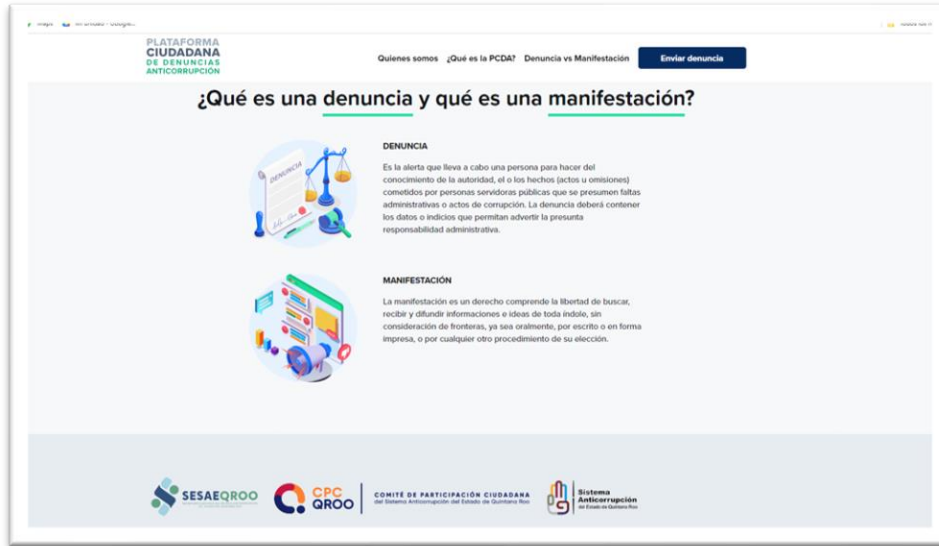 PLATAFORMA
CIUDADANA
DE DENUNCIAS
ANTICORRUPCIÓN
Quienes somos ¿Qué es la PCDA? Denuncia vs Manifestación Enviar denuncia
¿Qué es una denuncia y qué es una manifestación?
DENUNCIA
DENUNCIA
Es la alerta que lleva a cabo una persona para hacer del
conocimiento de la autoridad, el o los hechos (actos u omisiones)
cometidos por personas servidoras públicas que se presumen faltas
administrativas o actos de corrupción. La denuncia deberá contener
los datos o indicios que permitan advertir la presunta
responsabilidad administrativa.
MANIFESTACIÓN
La manifestación es un derecho comprende la libertad de buscar,
recibir y difundir informaciones e ideas de toda índole, sin
consideración de fronteras, ya sea oralmente, por escrito o en forma
impresa, o por cualquier otro procedimiento de su elección.
SESAEQROO
CPC
QROO
COMITÉ DE PARTICIPACIÓN CIUDADANA
del Sistema Anticorrupción del Estado de Quintana Roo
Sistema
Anticorrupción
del Estado de Quintana Roo